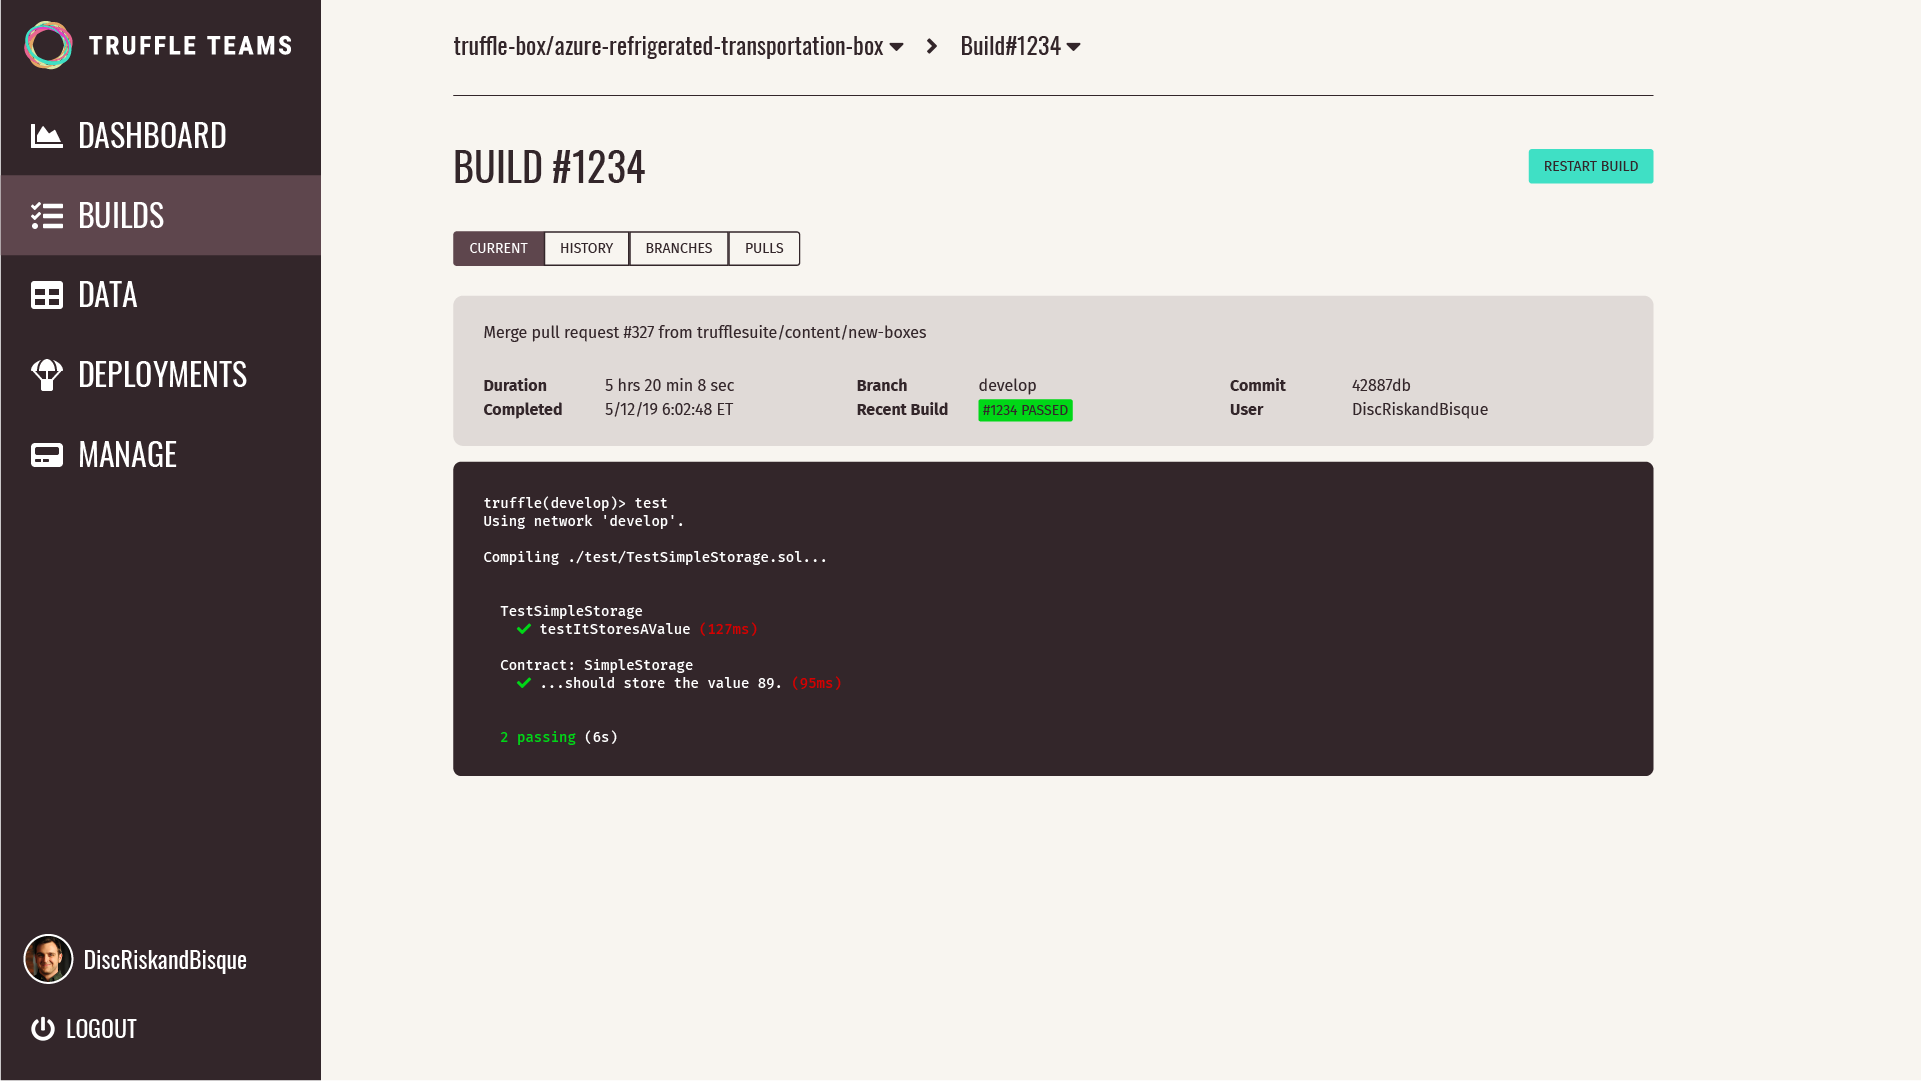 TRUFFLE TEAMS
DASHBOARD
BUILDS
DATA
DEPLOYMENTS
MANAGE
DiscRiskandBisque
LOGOUT
truffle-box/azure-refrigerated-transportation-box > Build#1234
BUILD #1234
RESTART BUILD
CURRENT HISTORY BRANCHES PULLS
Merge pull request #327 from trufflesuite/content/new-boxes
Duration 5 hrs 20 min 8 sec Branch develop Commit 42887db
Completed 5/12/19 6:02:48 ET Recent Build #1234 PASSED User DiscRiskandBisque
truffle(develop)> test
Using network 'develop'.
Compiling ./test/TestSimpleStorage.sol...
TestSimpleStorage
✓ testItStoresAValue (127ms)
Contract: SimpleStorage
✓ ...should store the value 89. (95ms)
2 passing (6s)